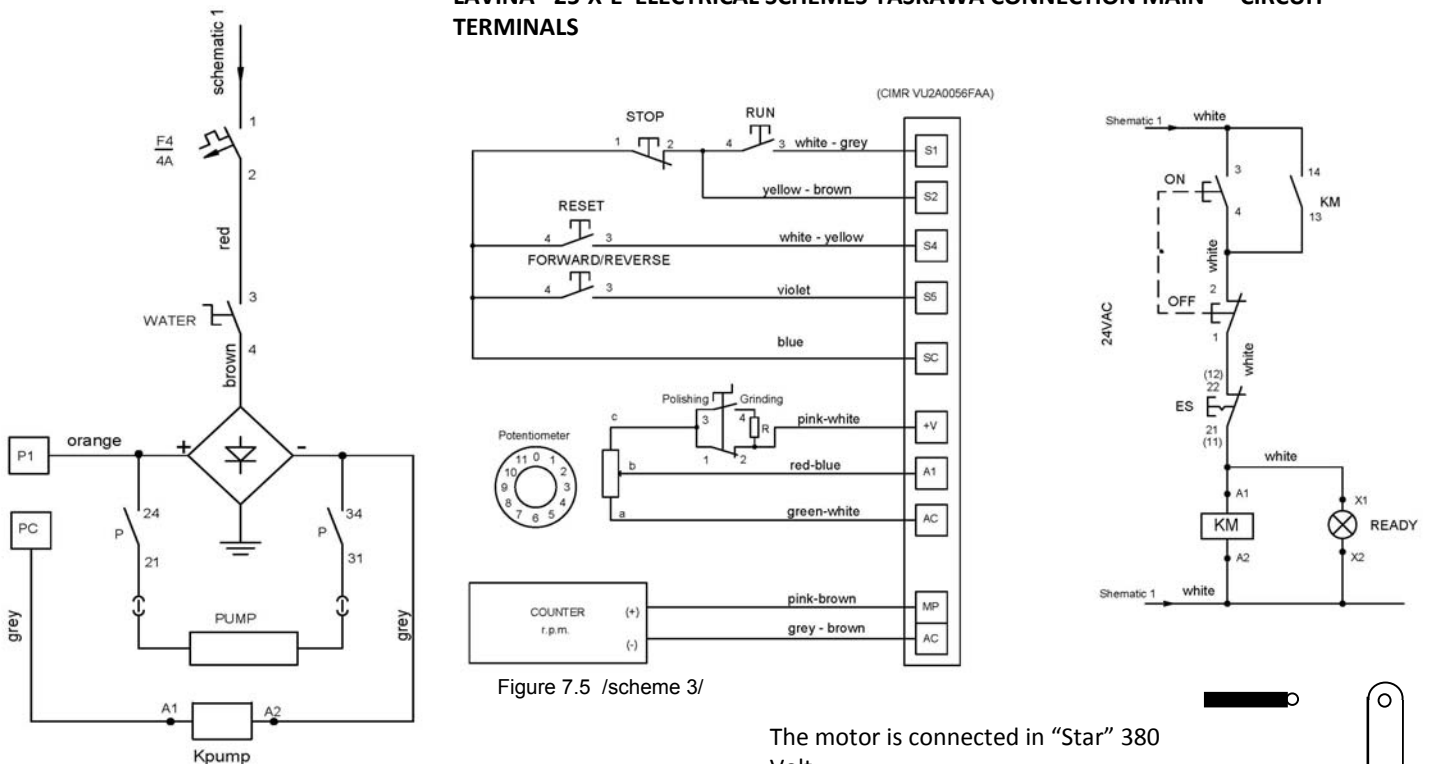 LAVINA® 25-X-E ELECTRICAL SCHEMES YASKAWA CONNECTION MAIN CIRCUIT
TERMINALS
schematic 1
1
F4
4A
2
red
3
WATER
4
brown
P1
orange
+
-
PC
24
P
21
34
P
31
PUMP
grey
grey
A1
A2
Kpump
(CIMR VU2A0056FAA)
STOP
RUN
1
2
4
3
white - grey
S1
yellow - brown
S2
RESET
4
3
white - yellow
S4
FORWARD/REVERSE
4
3
violet
S5
blue
SC
Polishing
Grinding
c
3
4
R
pink-white
+V
1
2
Potentiometer
11 0 1
10 2
9 3
8 4
7 6 5
b
red-blue
A1
a
green-white
AC
COUNTER
r.p.m.
(+)
(-)
pink-brown
MP
grey - brown
AC
Figure 7.5 /scheme 3/
Shematic 1
white
3
ON
4
14
KM
13
white
2
OFF
1
24VAC
white
(12)
22
ES
21
(11)
white
A1
KM
A2
X1
READY
X2
Shematic 1
white
The motor is connected in “Star” 380